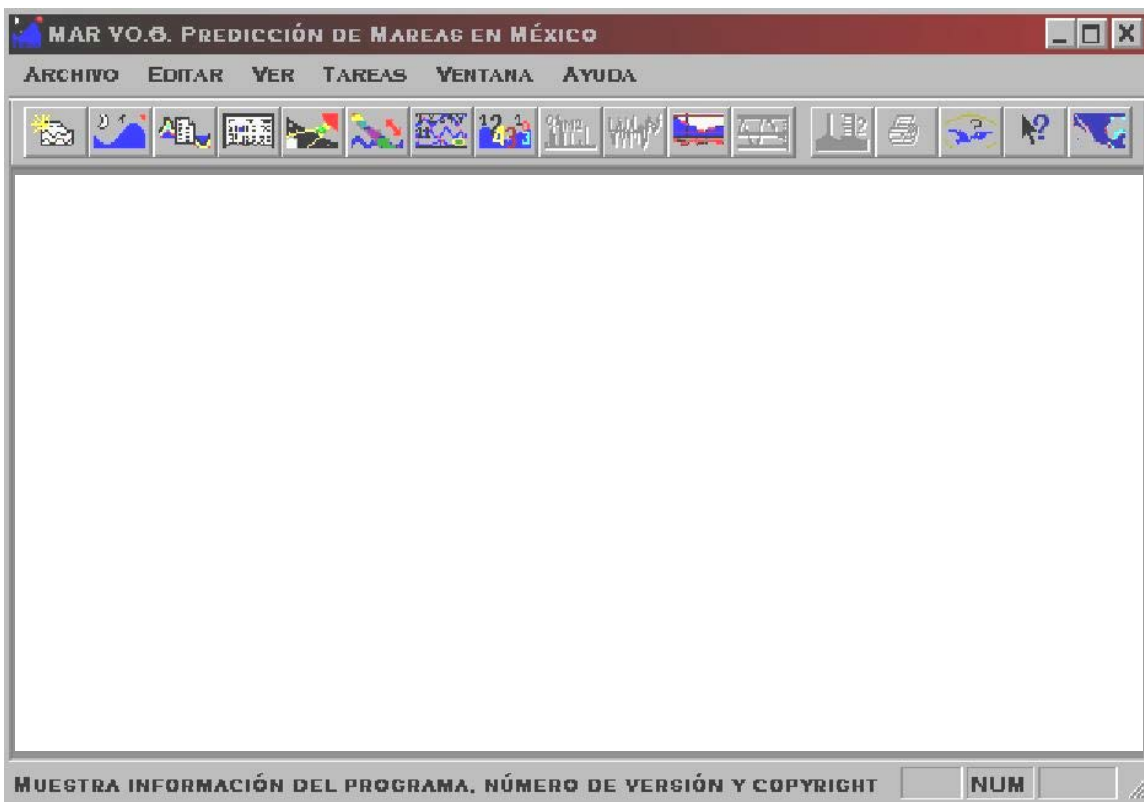 MAR V0.6. PREDICCIÓN DE MAREAS EN MÉXICO
ARCHIVO EDITAR VER TAREAS VENTANA AYUDA
MUESTRA INFORMACIÓN DEL PROGRAMA, NÚMERO DE VERSIÓN Y COPYRIGHT NUM